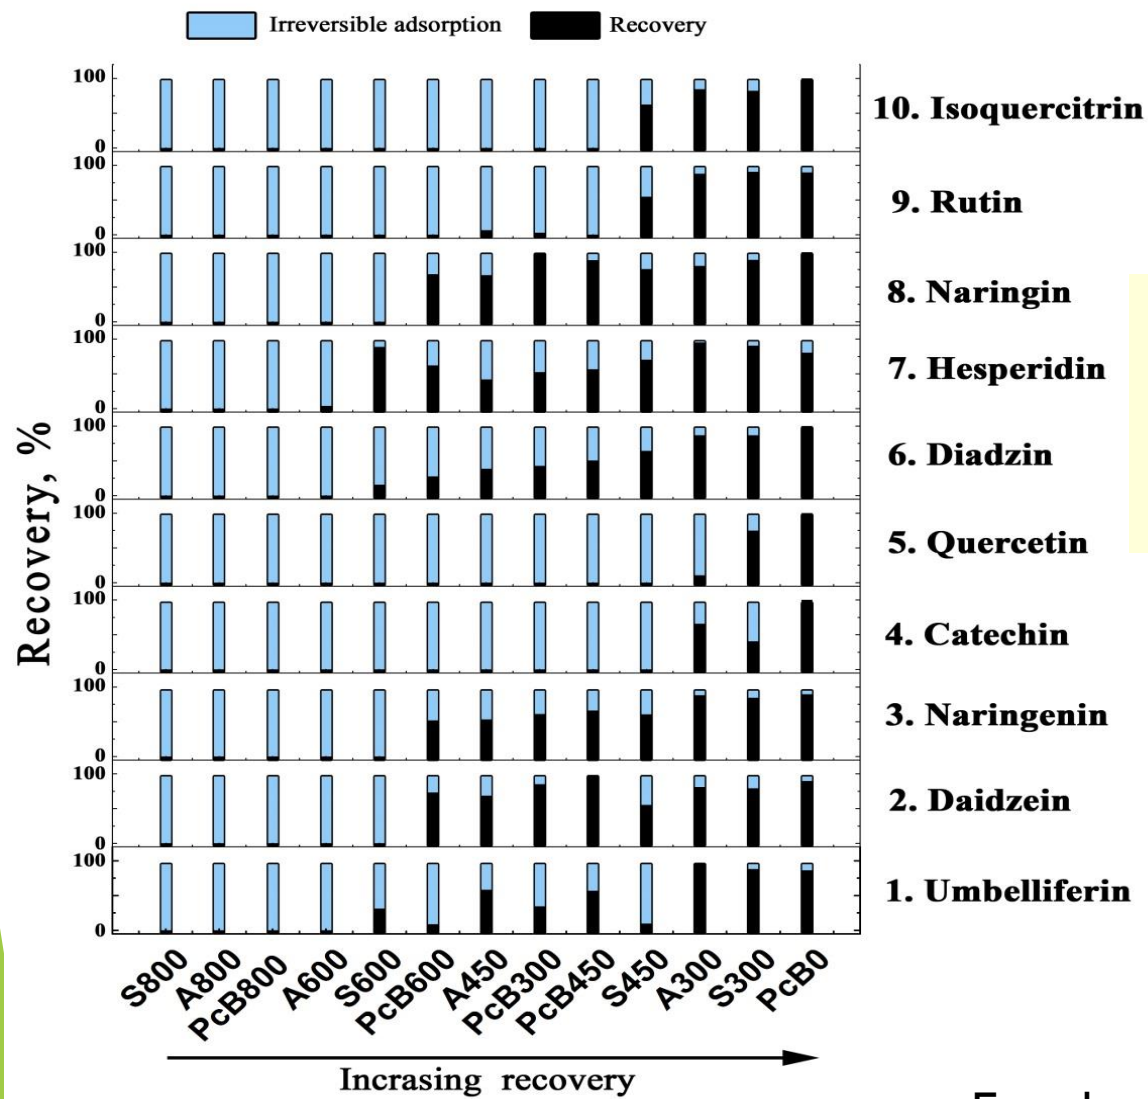 Irreversible adsorption Recovery
100
0
10. Isoquercitrin
100
0
9. Rutin
100
0
8. Naringin
100
0
7. Hesperidin
100
0
6. Diadzin
100
0
5. Quercetin
100
0
4. Catechin
100
0
3. Naringenin
100
0
2. Daidzein
100
0
1. Umbelliferin
Recovery, %
S800 A800 PcB800 A600 S600 PcB600 A450 PcB300 PcB450 S450 A300 S300 PcB0
Incrasing recovery